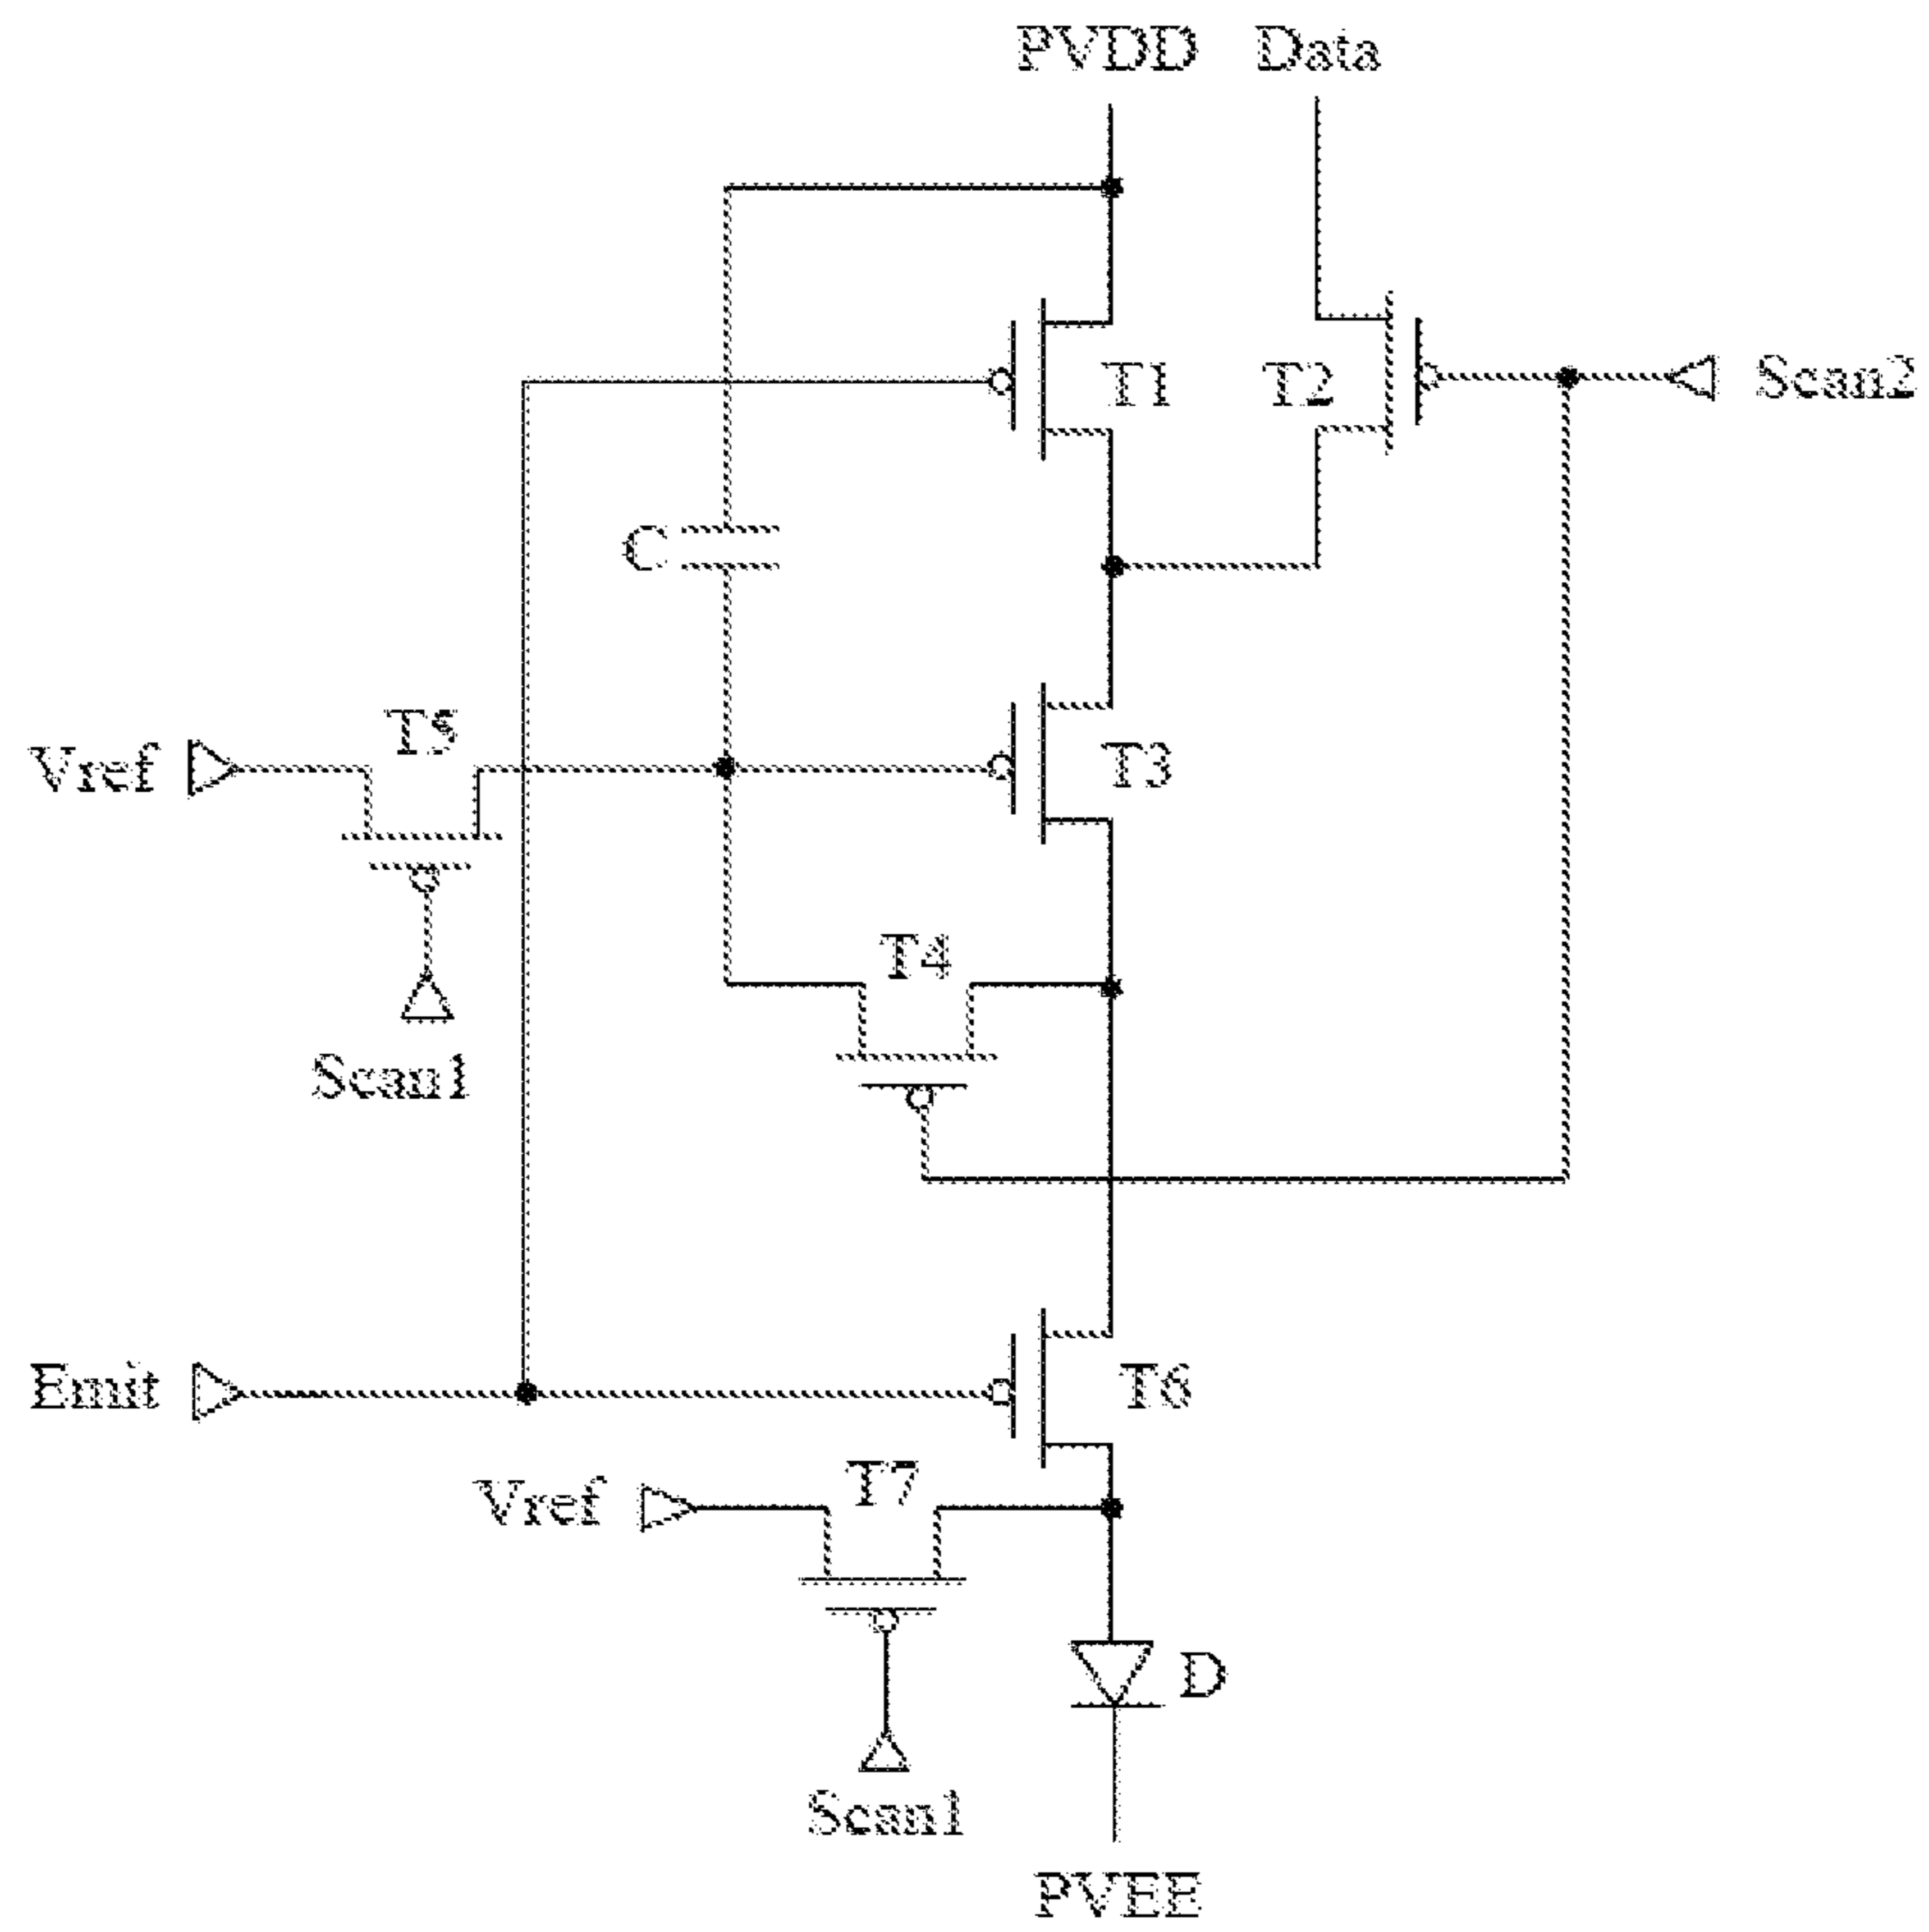 PVDD Data
T1 T2 Scan2
C
T5
Vref T3
T4
Scan1
Emit T6
T7
Vref
D
Scan1
PVEE